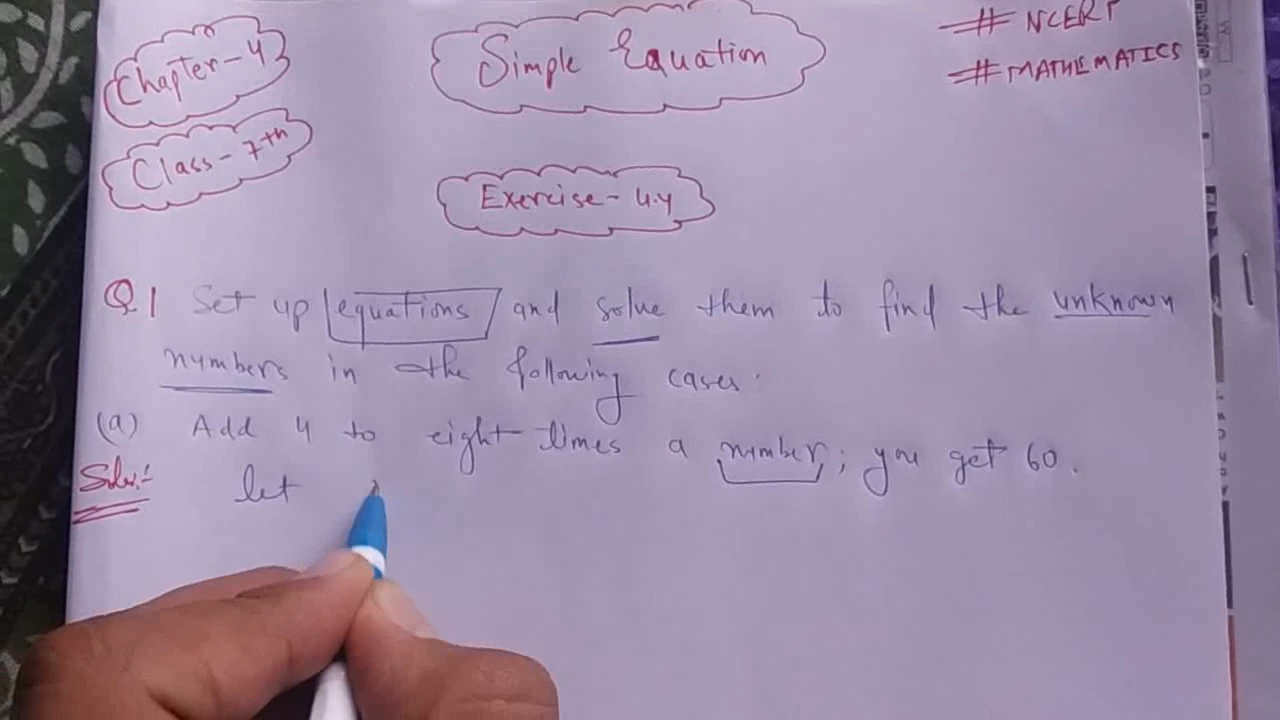 Chapter-4
Simple Equation
# NCERT
# MATHEMATICS
Class-7th
Exercise-4.4
Q1 Set up equations and solve them to find the unknown
numbers in the following cases.
(a) Add 4 to eight times a number; you get 60.
Soln:- let